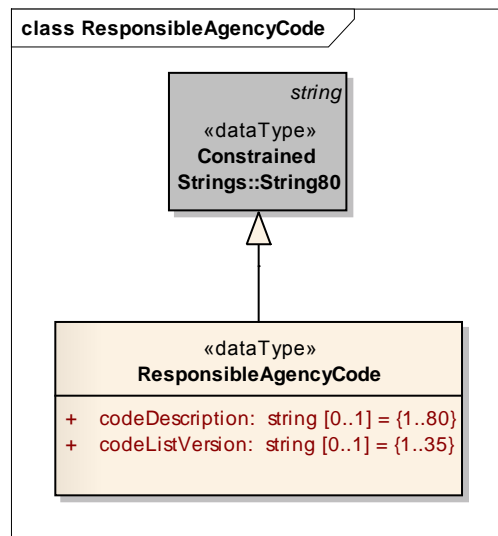 class ResponsibleAgencyCode
string
«dataType»
Constrained
Strings::String80
«dataType»
ResponsibleAgencyCode
+ codeDescription: string [0..1] = {1..80}
+ codeListVersion: string [0..1] = {1..35}